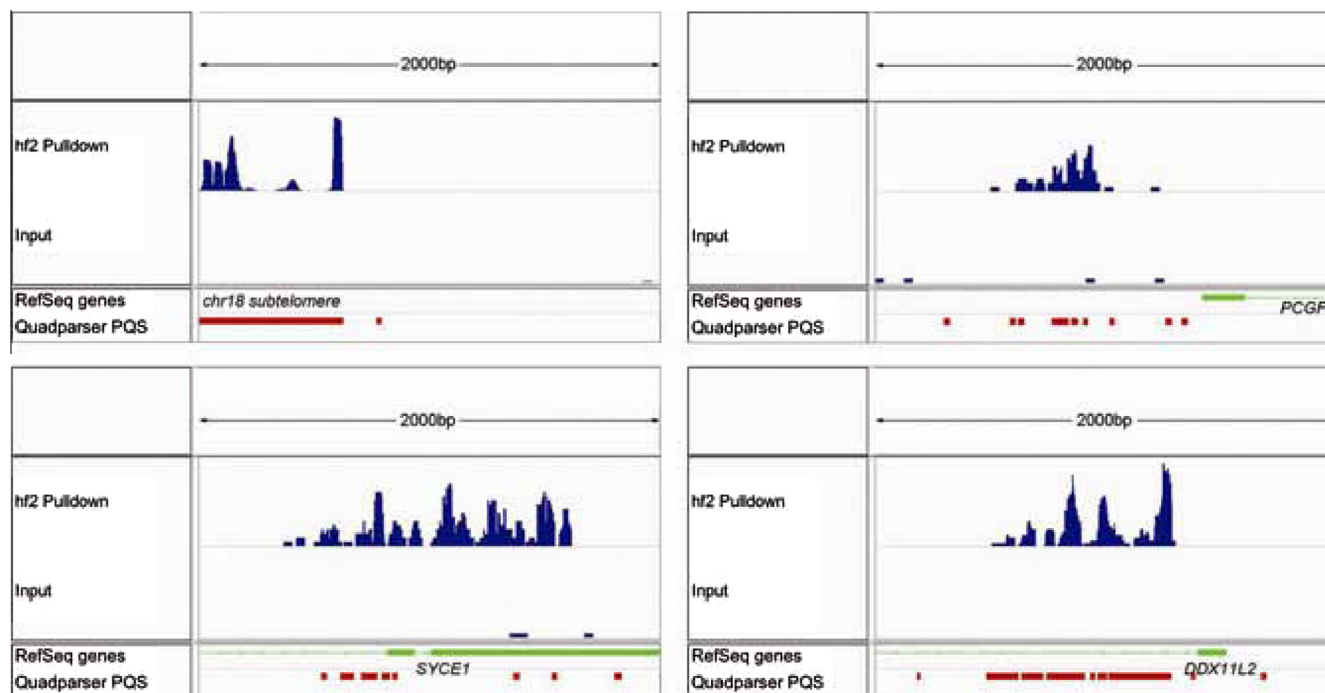 2000bp
hf2 Pulldown
Input
RefSeq genes
chr18 subtelomere
Quadparser PQS
2000bp
hf2 Pulldown
Input
RefSeq genes
PCGF
Quadparser PQS
2000bp
hf2 Pulldown
Input
RefSeq genes
SYCE1
Quadparser PQS
2000bp
hf2 Pulldown
Input
RefSeq genes
DDX11L2
Quadparser PQS